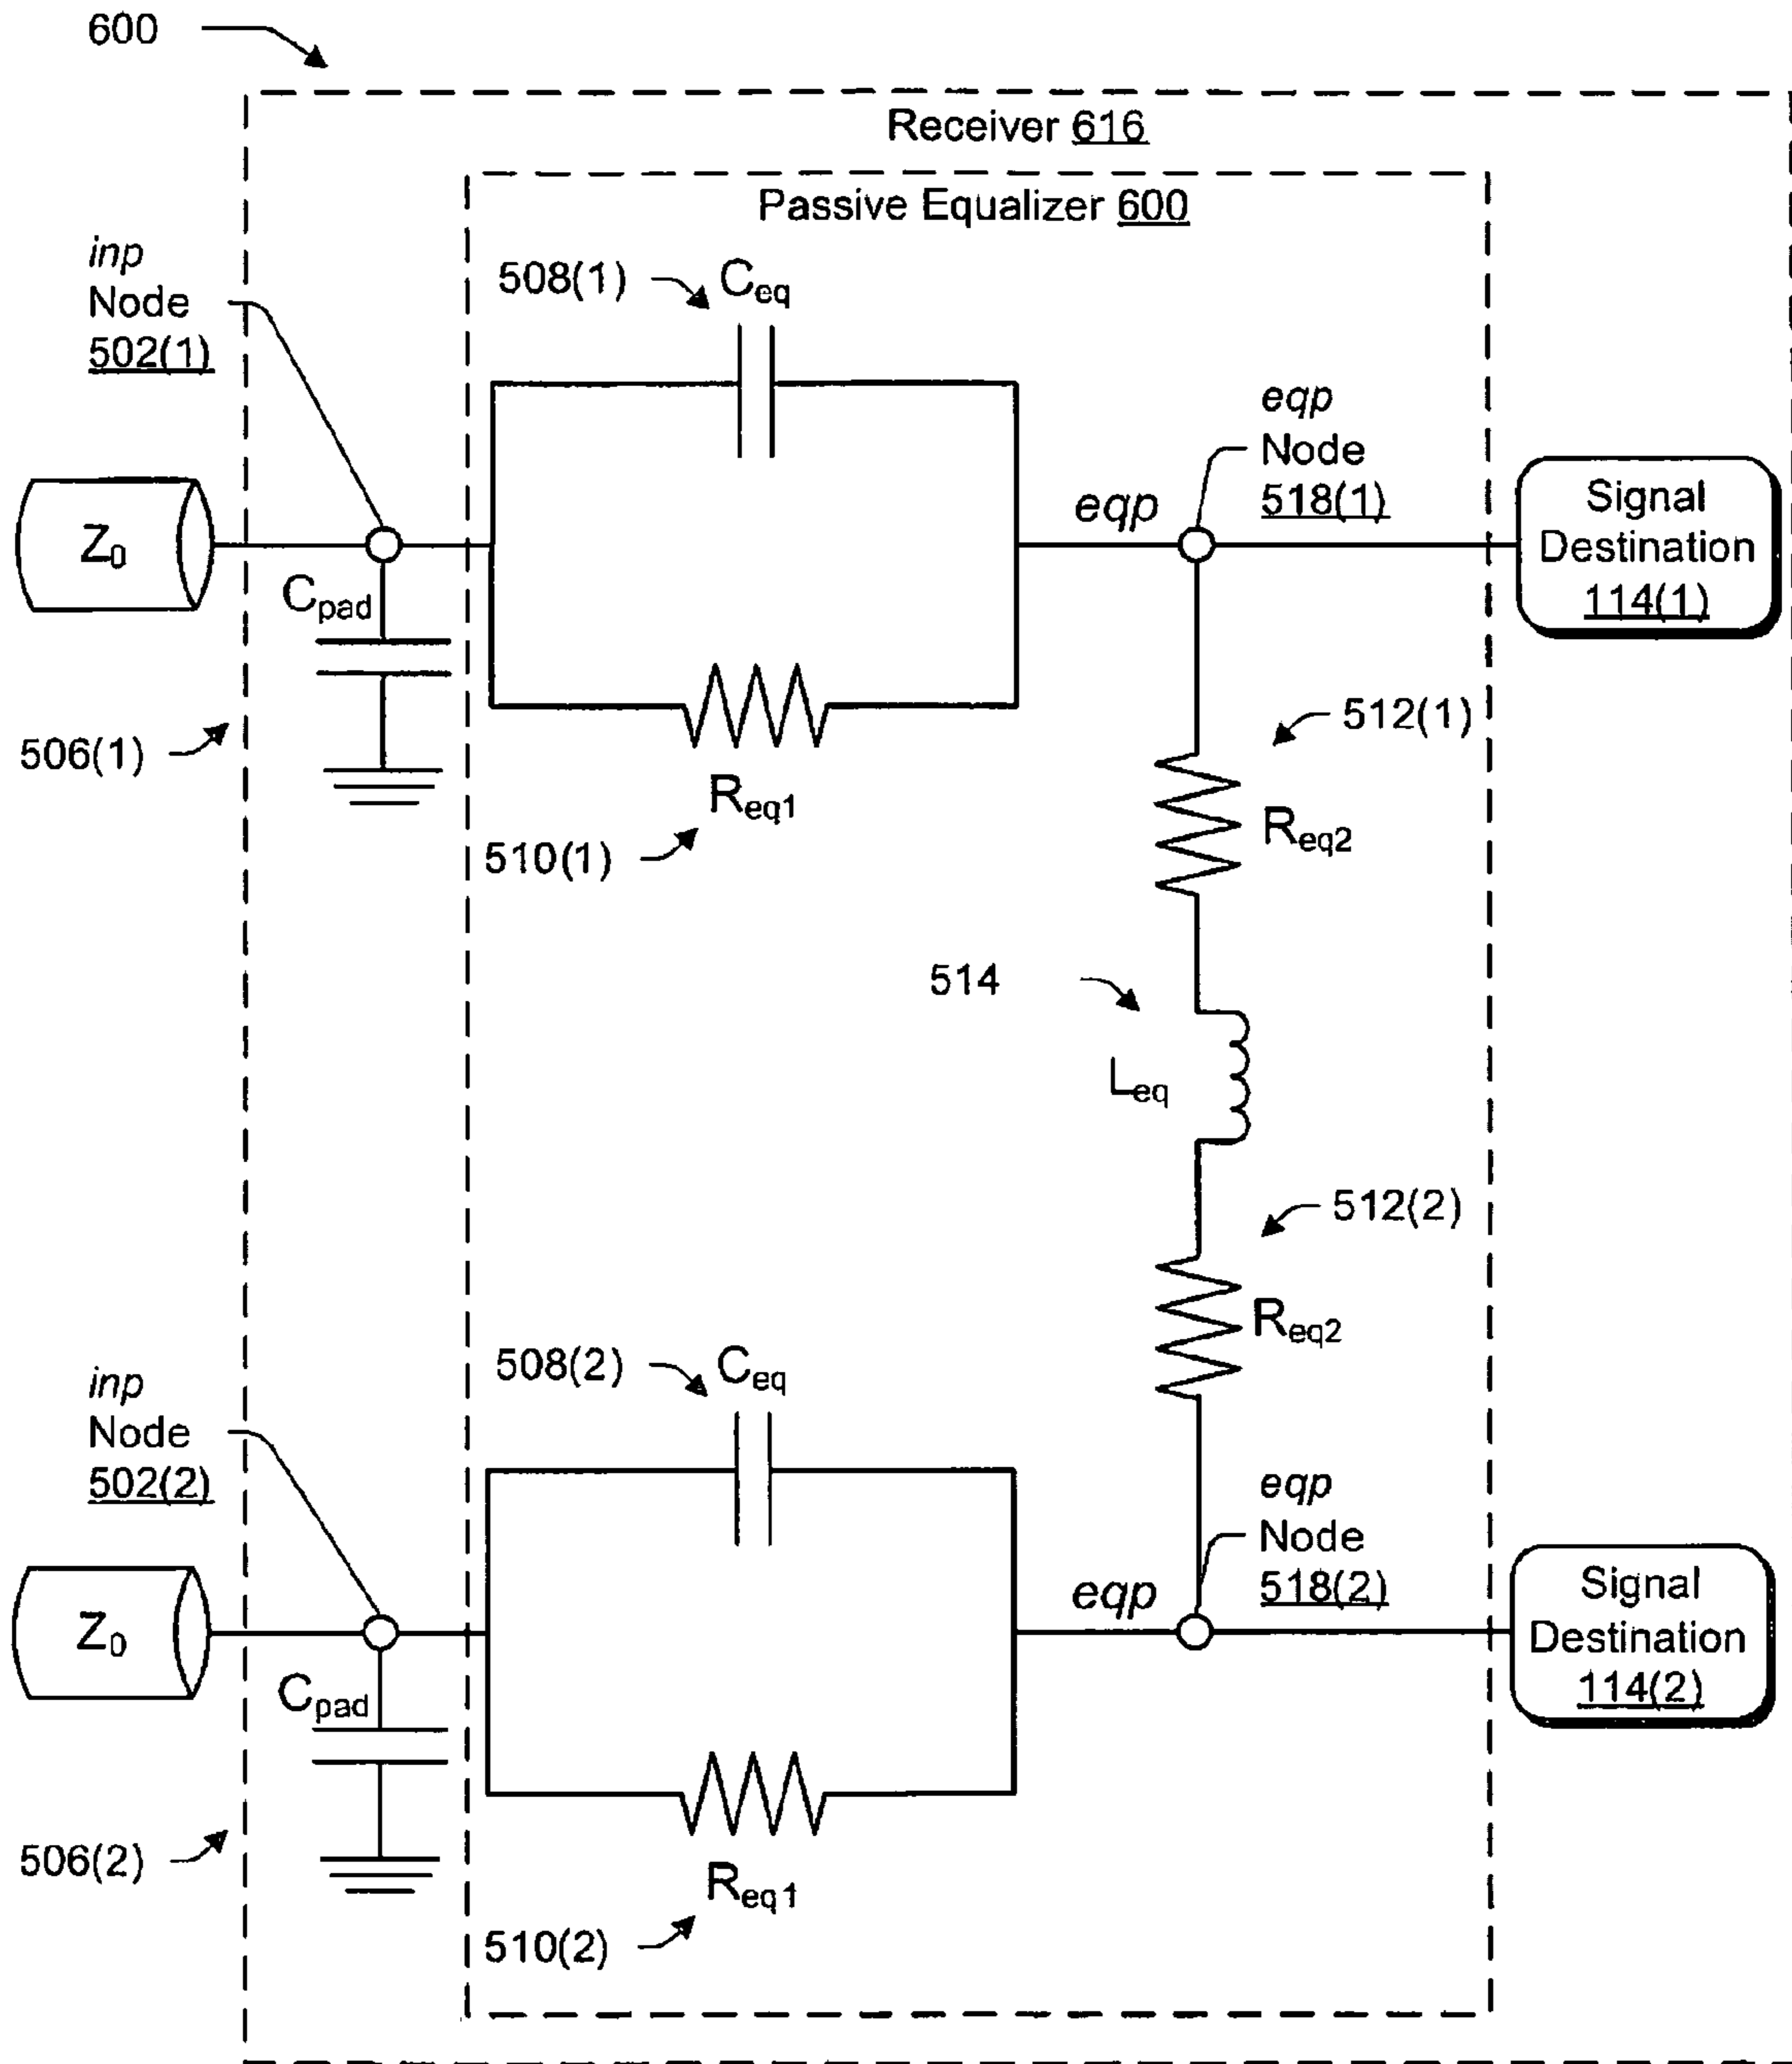 600
Receiver 616
Passive Equalizer 600
inp
Node
502(1)
508(1)
Ceq
eqp
Node
518(1)
eqp
Z0
Signal
Destination
114(1)
Cpad
506(1)
Req1
510(1)
512(1)
Req2
514
Leq
512(2)
Req2
inp
Node
502(2)
508(2)
Ceq
eqp
Node
518(2)
eqp
Z0
Signal
Destination
114(2)
Cpad
506(2)
Req1
510(2)